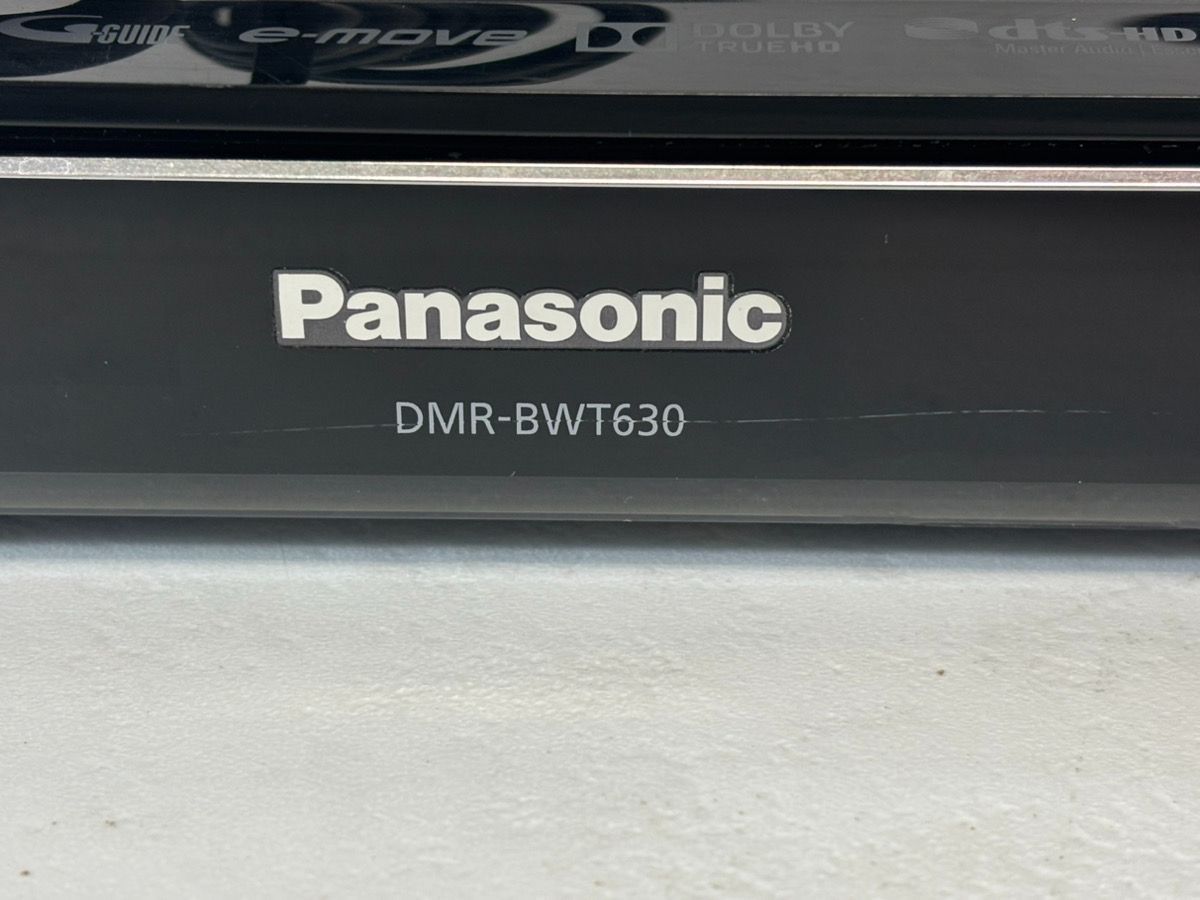 G-GUIDE e-move DOLBY TRUEHD dts-HD
Master Audio
Panasonic
DMR-BWT630